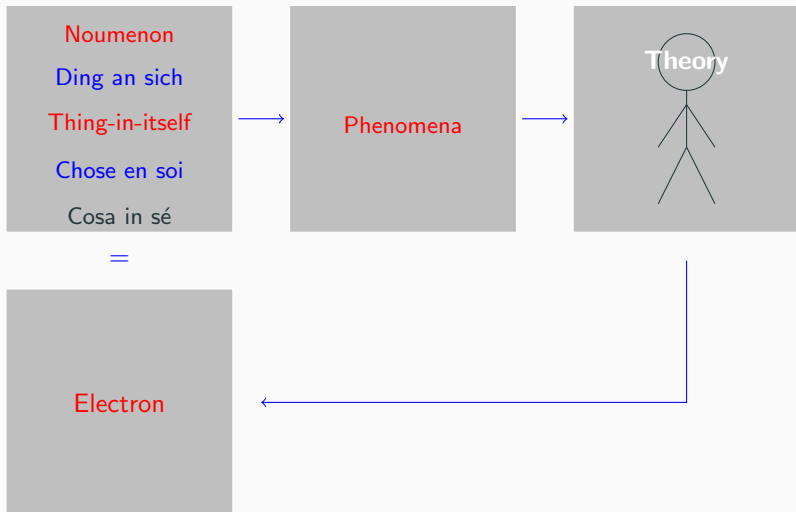 Noumenon
Ding an sich
Thing-in-itself
Chose en soi
Cosa in sé
Phenomena
Theory
=
Electron